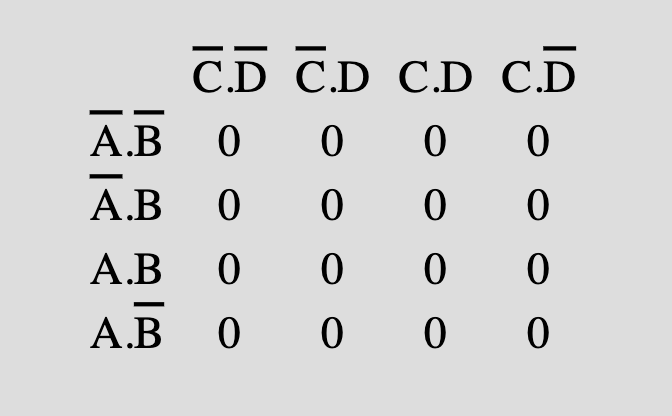 C̅.D̅ C̅.D C.D C.D̅
A̅.B̅ 0 0 0 0
A̅.B 0 0 0 0
A.B 0 0 0 0
A.B̅ 0 0 0 0